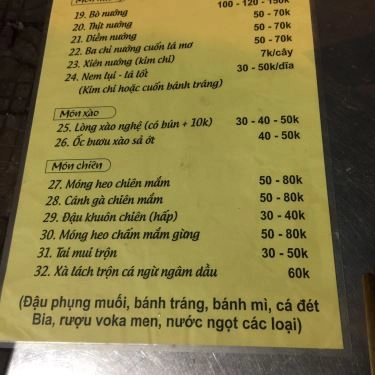 19. Bò nướng 100 - 120 - 150k
20. Thịt nướng 50 - 70k
21. Diềm nướng 50 - 70k
22. Ba chỉ nướng cuốn lá mơ 50 - 70k
23. Xiên nướng (kim chi) 7k/cây
24. Nem lụi - lá lốt 30 - 50k/dĩa
(Kim chi hoặc cuốn bánh tráng)
Món xào
25. Lòng xào nghệ (có bún + 10k) 30 - 40 - 50k
26. Ốc bươu xào sả ớt 40 - 50k
Món chiên
27. Móng heo chiên mắm 50 - 80k
28. Cánh gà chiên mắm 50 - 80k
29. Đậu khuôn chiên (hấp) 30 - 40k
30. Móng heo chấm mắm gừng 50 - 80k
31. Tai mui trộn 30 - 50k
32. Xà lách trộn cá ngừ ngâm dầu 60k
(Đậu phụng muối, bánh tráng, bánh mì, cá đét
Bia, rượu voka men, nước ngọt các loại)